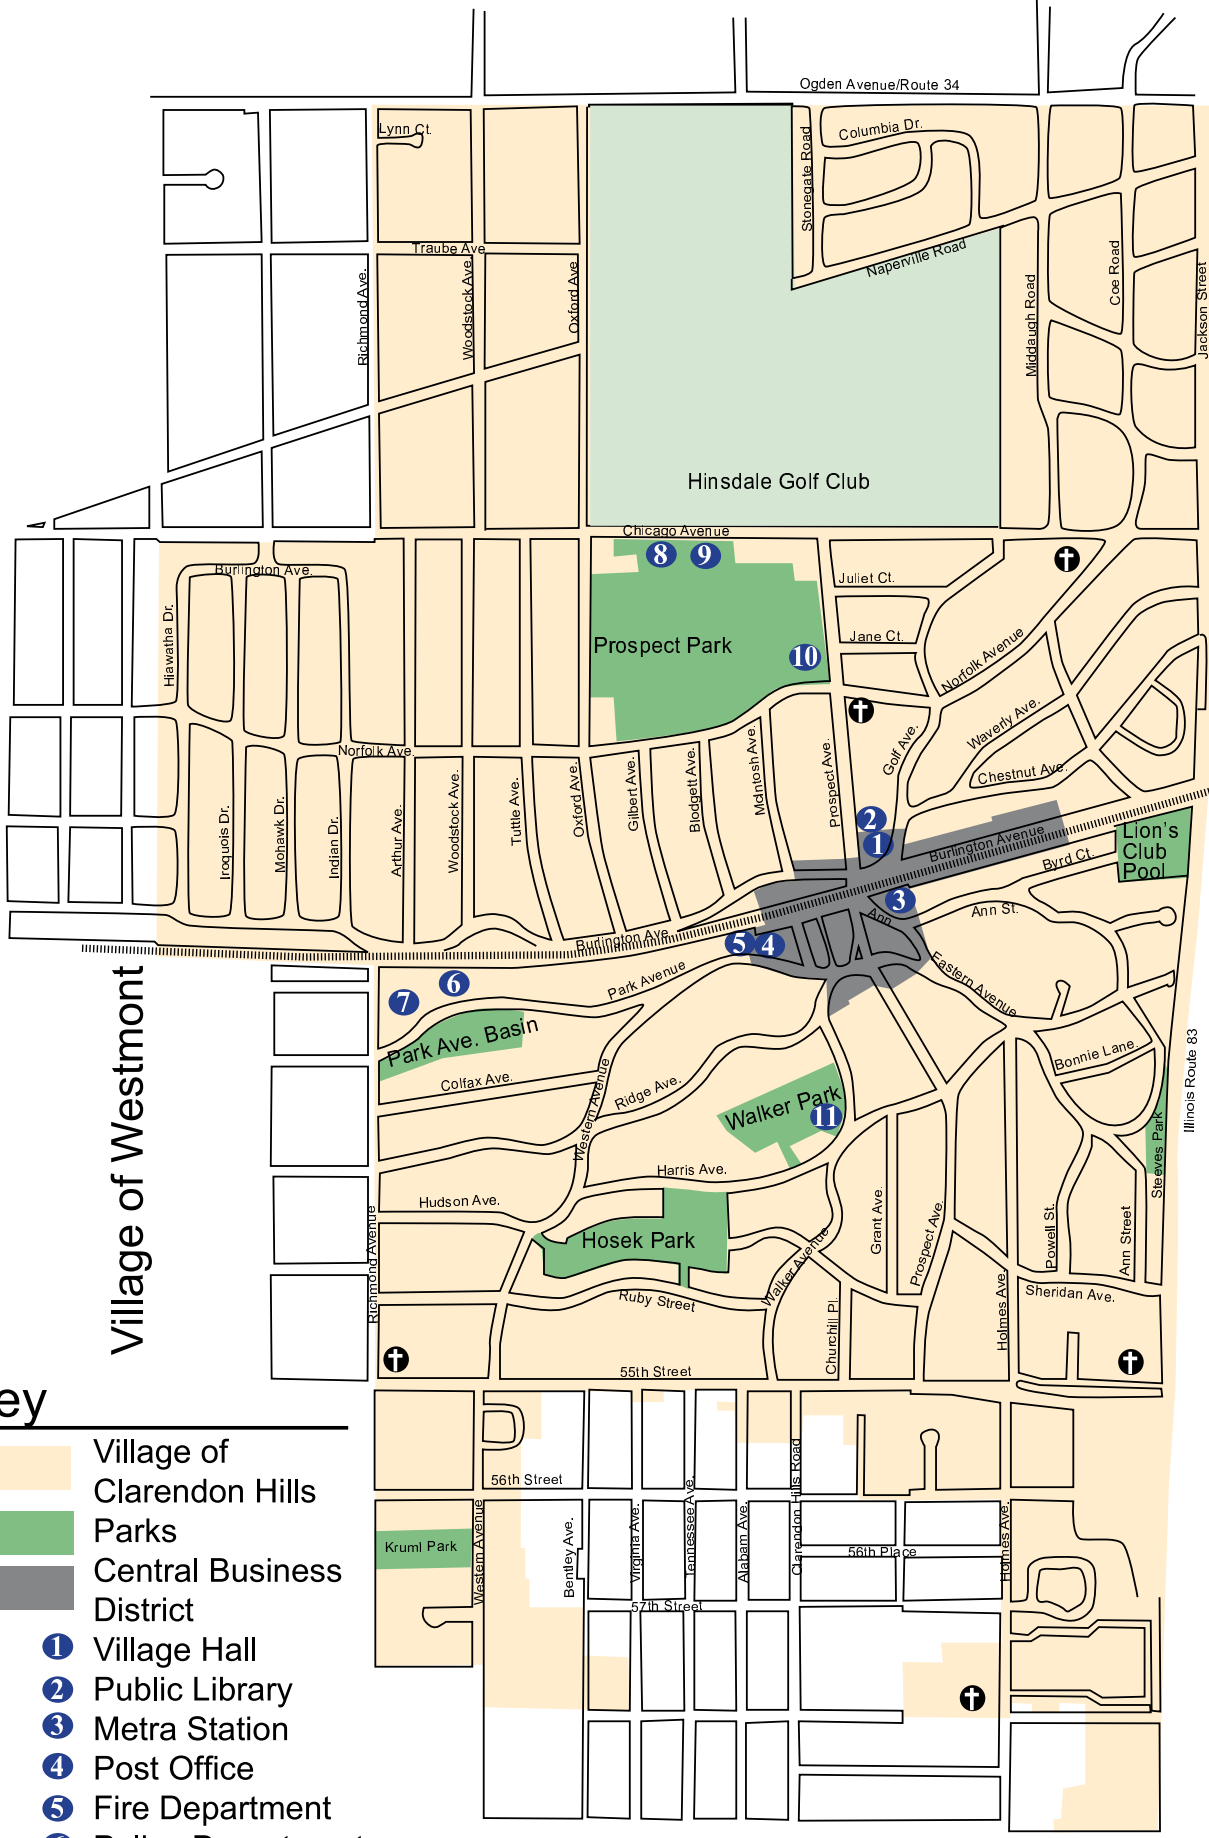 Ogden Avenue/Route 34
Lynn Ct.
Columbia Dr.
Stonegate Road
Traube Ave.
Naperville Road
Richmond Ave.
Woodstock Ave.
Oxford Ave.
Middaugh Road
Coe Road
Jackson Street
Hinsdale Golf Club
Chicago Avenue
8
9
Burlington Ave.
Juliet Ct.
Hiawatha Dr.
Jane Ct.
Prospect Park
10
Norfolk Avenue
Waverly Ave.
Golf Ave.
Norfolk Ave.
Chestnut Ave.
Iroquois Dr.
Mohawk Dr.
Indian Dr.
Arthur Ave.
Woodstock Ave.
Tuttle Ave.
Oxford Ave.
Gilbert Ave.
Blodgett Ave.
McIntosh Ave.
Prospect Ave.
2
1
Burlington Avenue
Lion's
Club
Pool
Byrd Ct.
3
Ann
Ann St.
Burlington Ave.
5
4
Park Avenue
Eastern Avenue
6
7
Village of Westmont
Park Ave. Basin
Colfax Ave.
Western Avenue
Ridge Ave.
Walker Park
11
Bonnie Lane.
Illinois Route 83
Steeves Park
Harris Ave.
Hudson Ave.
Richmond Avenue
Hosek Park
Grant Ave.
Prospect Ave.
Powell St.
Ann Street
Walker Avenue
Ruby Street
Churchill Pl.
Holmes Ave.
Sheridan Ave.
55th Street
ey
Village of
Clarendon Hills
Parks
Central Business
District
1 Village Hall
2 Public Library
3 Metra Station
4 Post Office
5 Fire Department
56th Street
Kruml Park
Western Avenue
Bentley Ave.
Virginia Ave.
Tennessee Ave.
Alabam Ave.
Clarendon Hills Road
56th Place
Holmes Ave.
57th Street